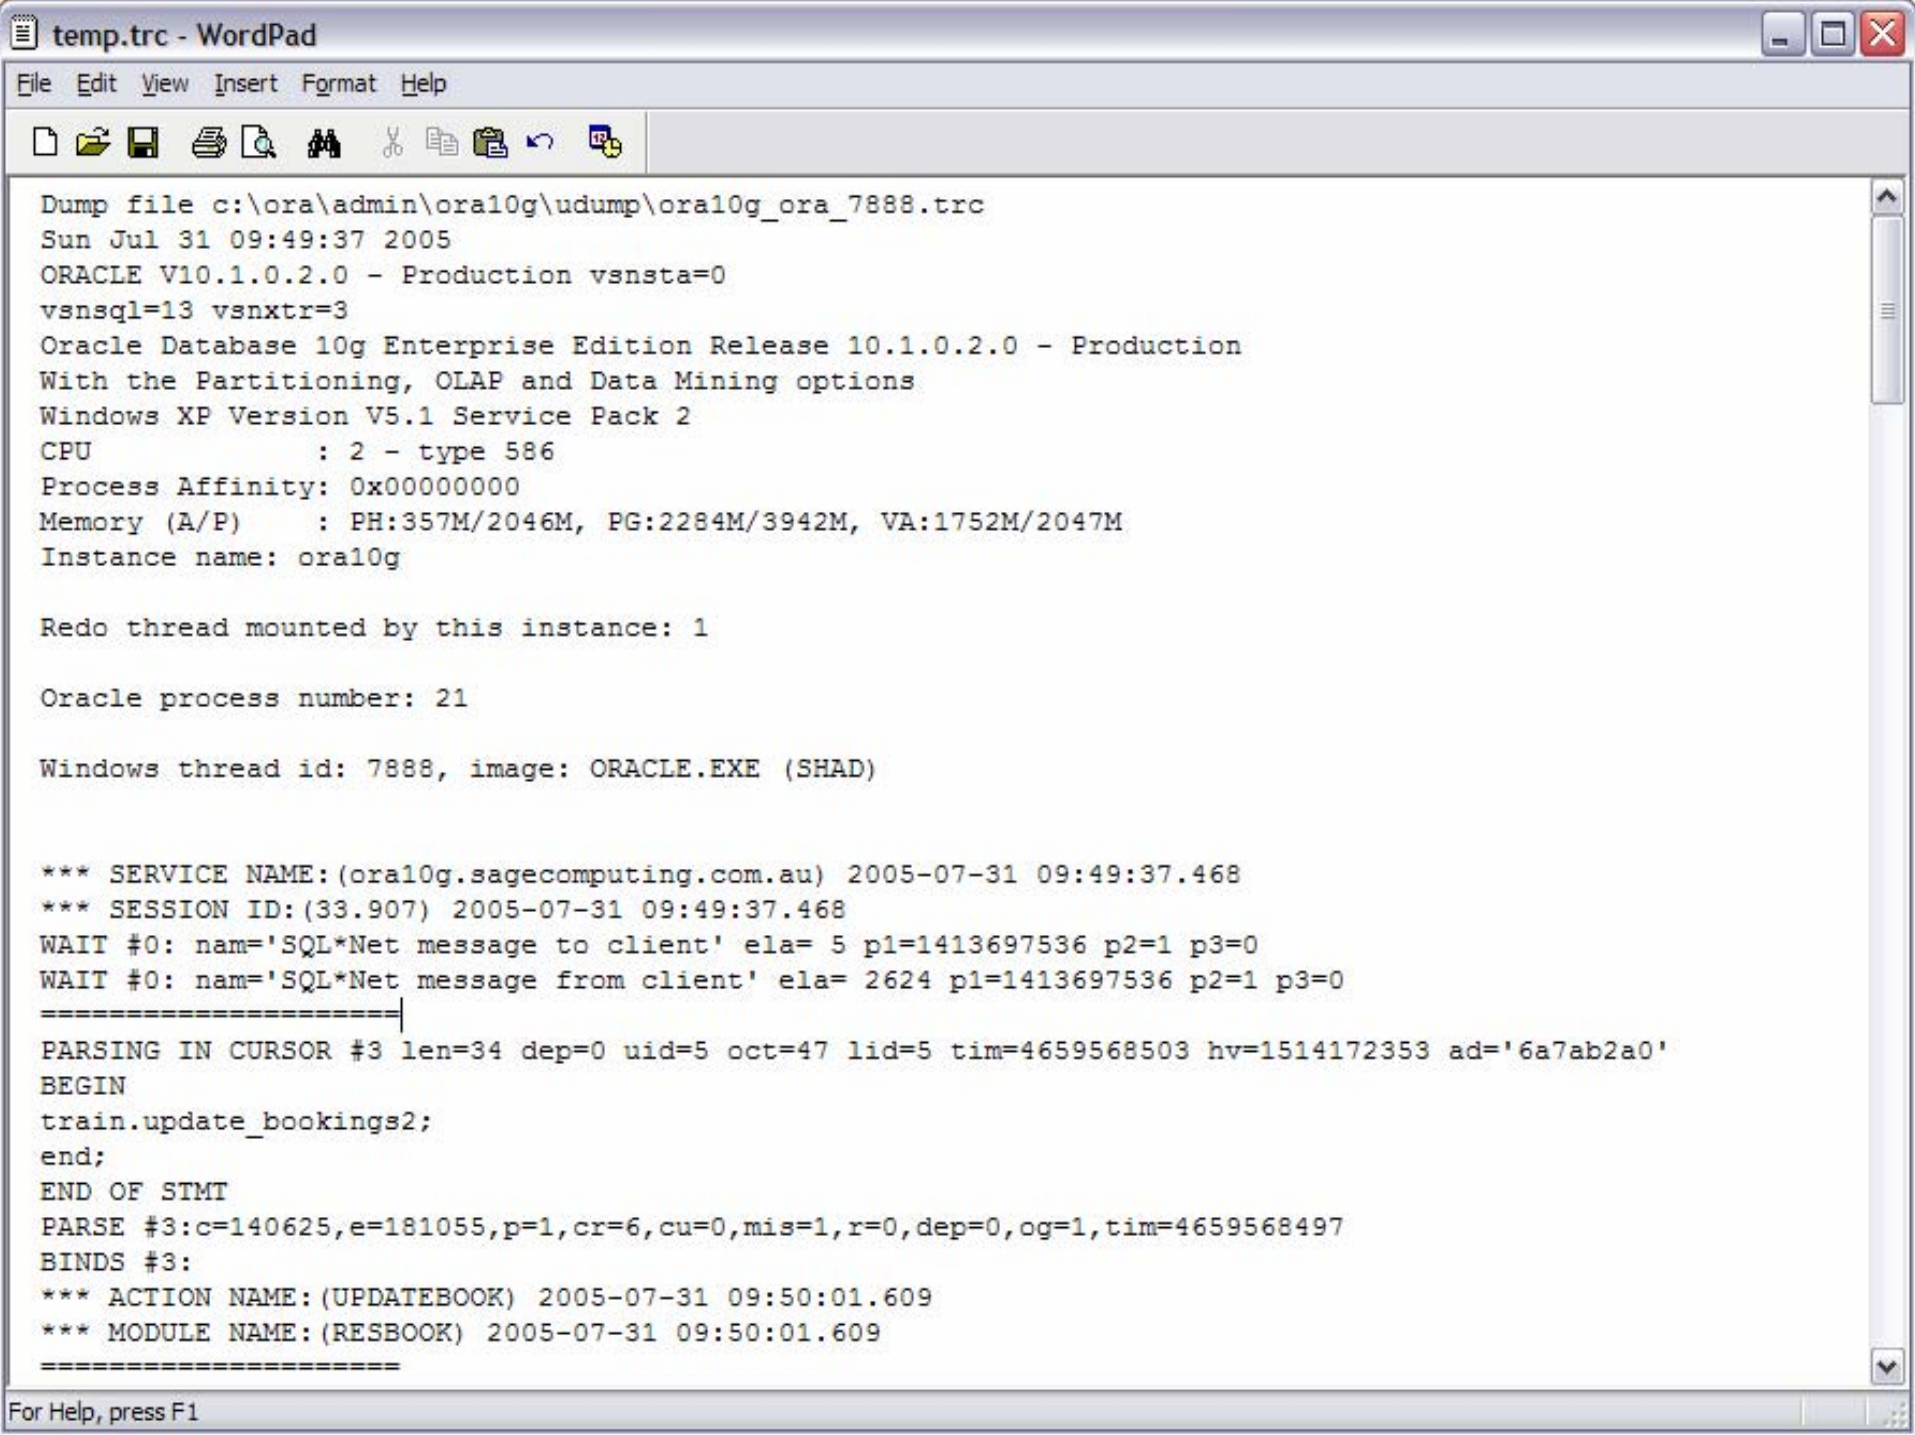 temp.trc - WordPad
File Edit View Insert Format Help
Dump file c:\ora\admin\ora10g\udump\ora10g_ora_7888.trc
Sun Jul 31 09:49:37 2005
ORACLE V10.1.0.2.0 - Production vsnsta=0
vsnsql=13 vsnxtr=3
Oracle Database 10g Enterprise Edition Release 10.1.0.2.0 - Production
With the Partitioning, OLAP and Data Mining options
Windows XP Version V5.1 Service Pack 2
CPU             : 2 - type 586
Process Affinity: 0x00000000
Memory (A/P)    : PH:357M/2046M, PG:2284M/3942M, VA:1752M/2047M
Instance name: ora10g
Redo thread mounted by this instance: 1
Oracle process number: 21
Windows thread id: 7888, image: ORACLE.EXE (SHAD)
*** SERVICE NAME:(ora10g.sagecomputing.com.au) 2005-07-31 09:49:37.468
*** SESSION ID:(33.907) 2005-07-31 09:49:37.468
WAIT #0: nam='SQL*Net message to client' ela= 5 p1=1413697536 p2=1 p3=0
WAIT #0: nam='SQL*Net message from client' ela= 2624 p1=1413697536 p2=1 p3=0
=====================
PARSING IN CURSOR #3 len=34 dep=0 uid=5 oct=47 lid=5 tim=4659568503 hv=1514172353 ad='6a7ab2a0'
BEGIN
train.update_bookings2;
end;
END OF STMT
PARSE #3:c=140625,e=181055,p=1,cr=6,cu=0,mis=1,r=0,dep=0,og=1,tim=4659568497
BINDS #3:
*** ACTION NAME:(UPDATEBOOK) 2005-07-31 09:50:01.609
*** MODULE NAME:(RESBOOK) 2005-07-31 09:50:01.609
=====================
For Help, press F1